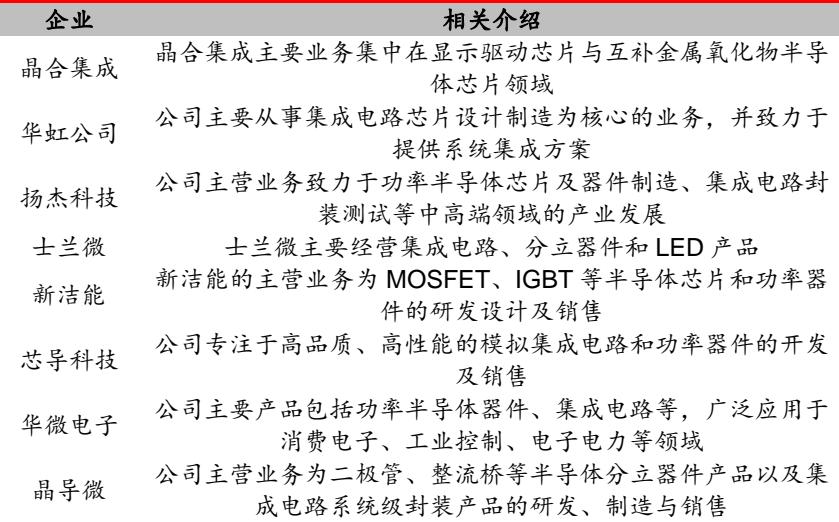 企业 相关介绍
晶合集成 晶合集成主要业务集中在显示驱动芯片与互补金属氧化物半导
体芯片领域
华虹公司 公司主要从事集成电路芯片设计制造为核心的业务，并致力于
提供系统集成方案
扬杰科技 公司主营业务致力于功率半导体芯片及器件制造、集成电路封
装测试等中高端领域的产业发展
士兰微 士兰微主要经营集成电路、分立器件和 LED 产品
新洁能 新洁能的主营业务为 MOSFET、IGBT 等半导体芯片和功率器
件的研发设计及销售
芯导科技 公司专注于高品质、高性能的模拟集成电路和功率器件的开发
及销售
华微电子 公司主要产品包括功率半导体器件、集成电路等，广泛应用于
消费电子、工业控制、电子电力等领域
晶导微 公司主营业务为二极管、整流桥等半导体分立器件产品以及集
成电路系统级封装产品的研发、制造与销售